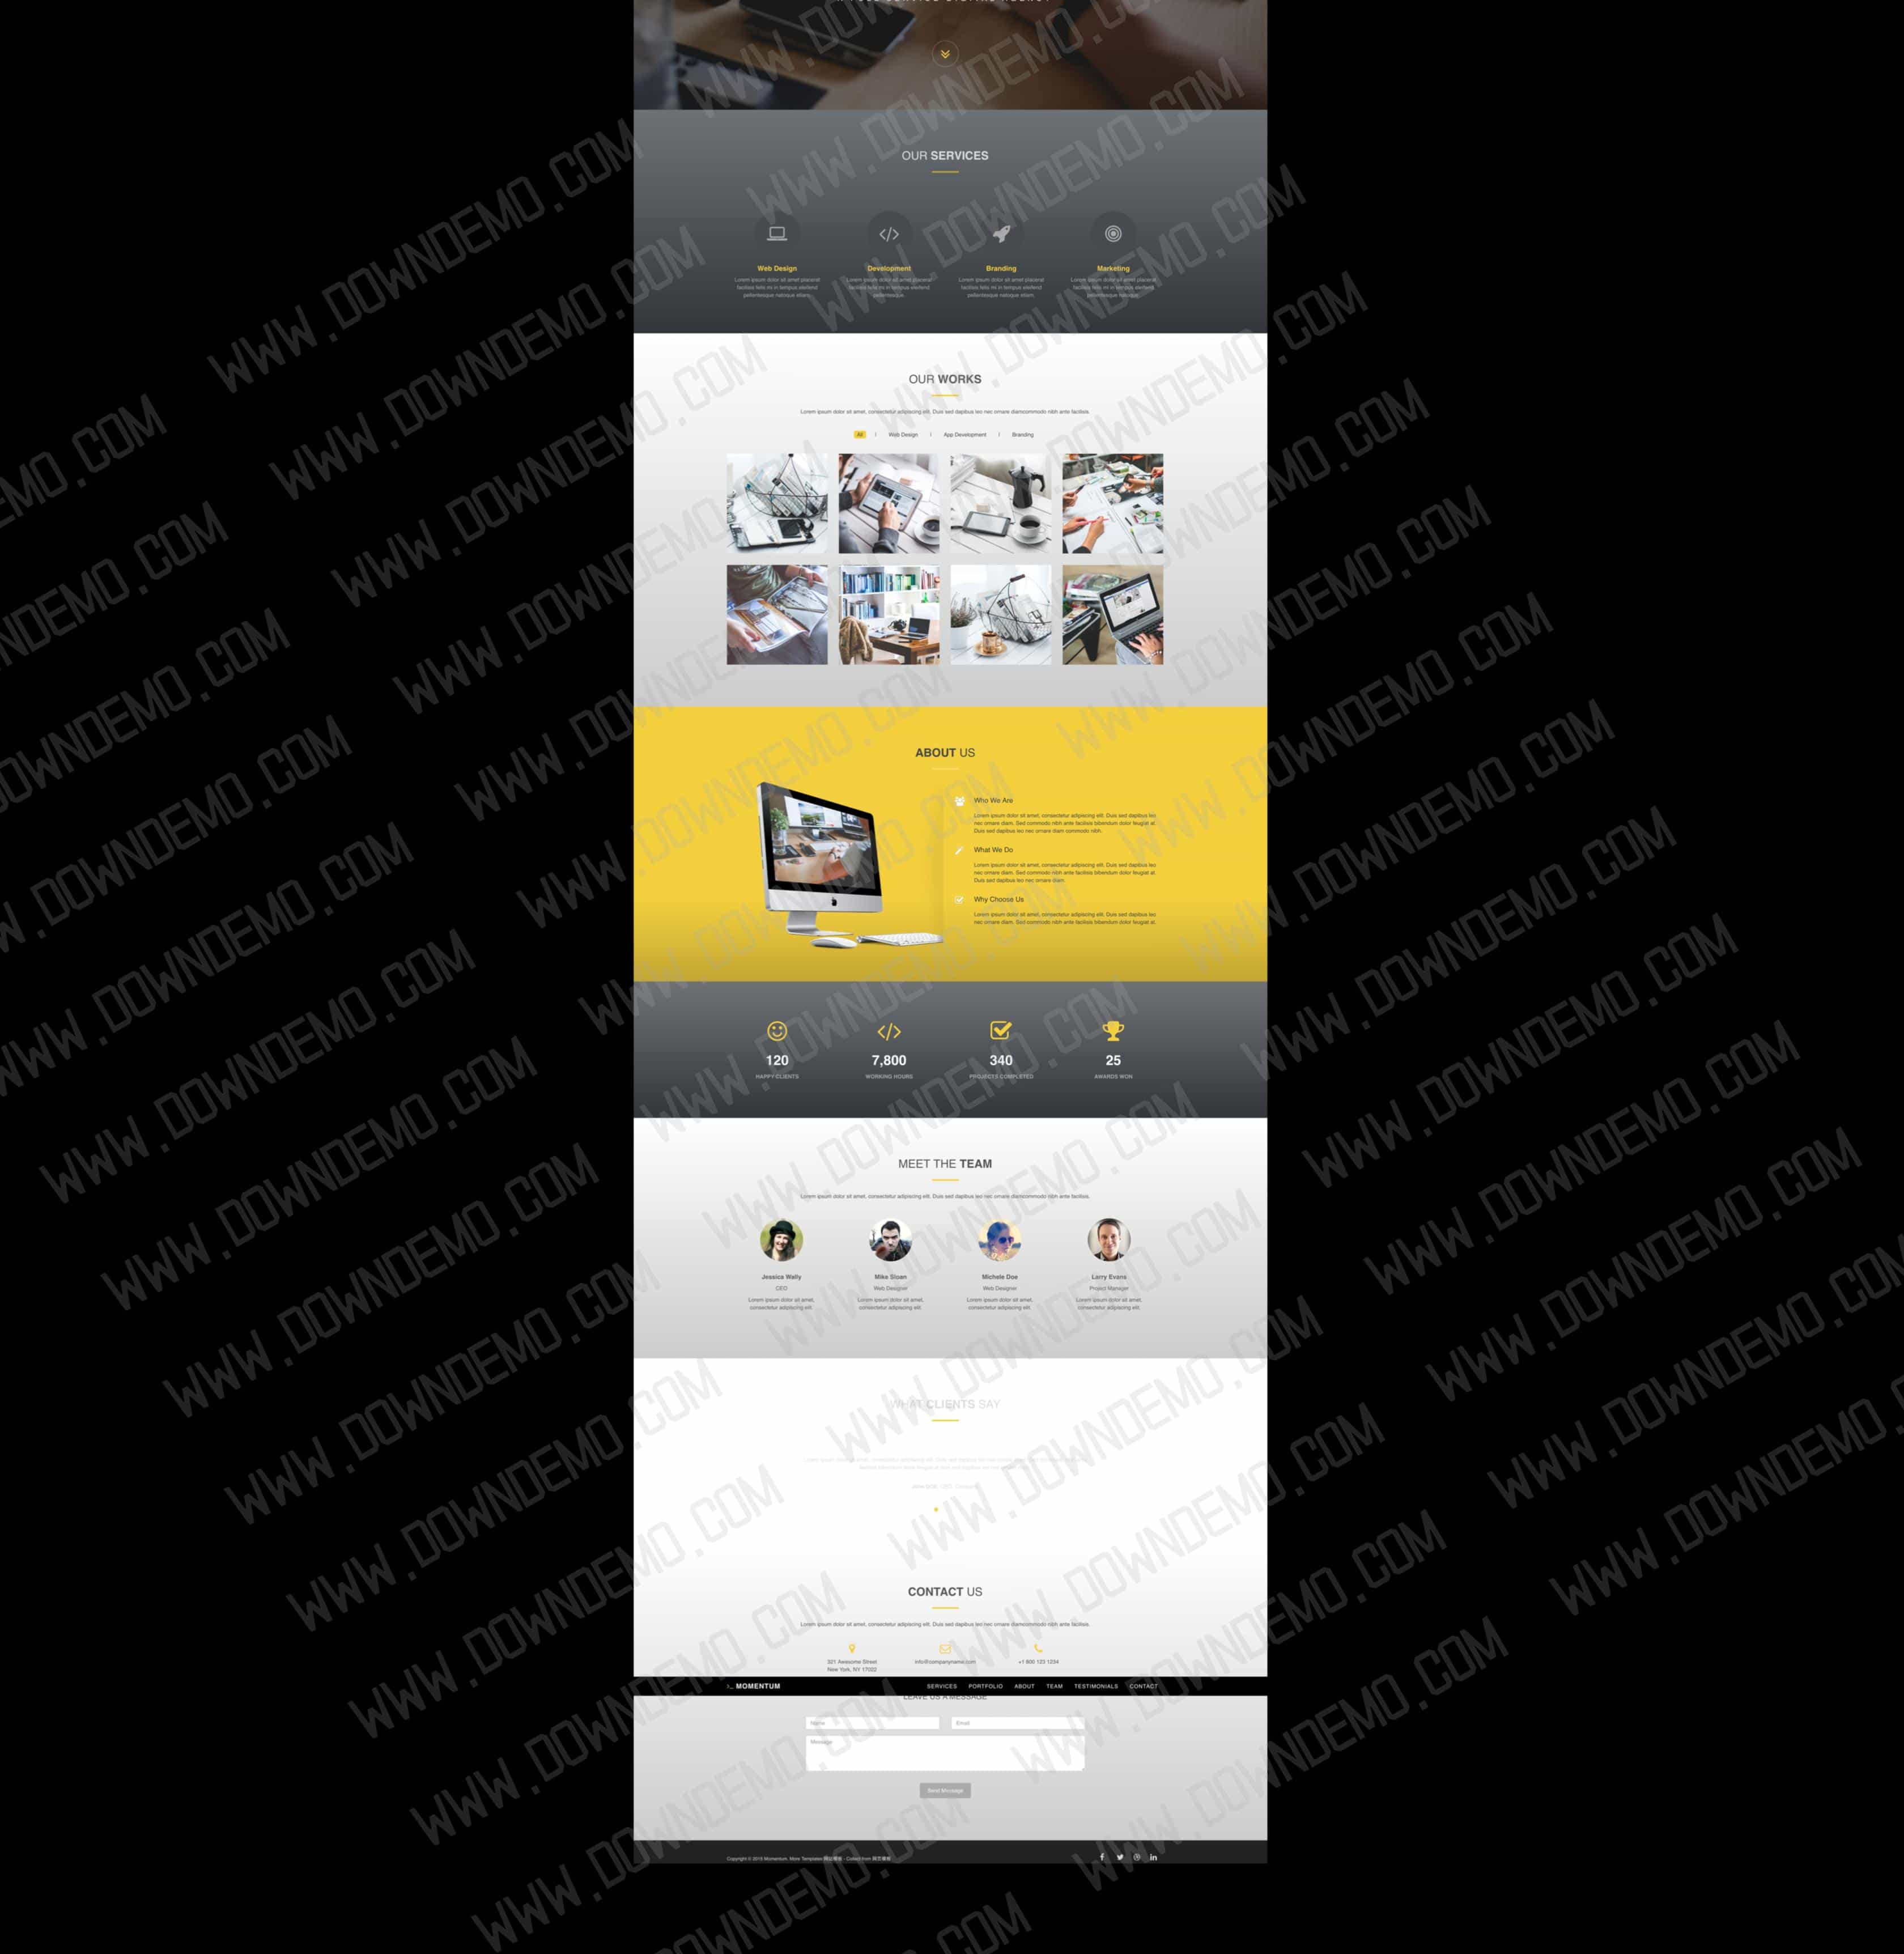 OUR SERVICES
Web Design
Development
Branding
Marketing
Lorem ipsum dolor sit amet placerat
facilisis felis mi in tempus eleifend
pellentesque natoque etiam.
Lorem ipsum dolor sit amet placerat
facilisis felis mi in tempus eleifend
pellentesque.
Lorem ipsum dolor sit amet placerat
facilisis felis mi in tempus eleifend
pellentesque natoque etiam.
Lorem ipsum dolor sit amet placerat
facilisis felis mi in tempus eleifend
pellentesque natoque.
OUR WORKS
Lorem ipsum dolor sit amet, consectetur adipiscing elit. Duis sed dapibus leo nec ornare diamcommodo nibh ante facilisis.
All | Web Design | App Development | Branding
ABOUT US
Who We Are
Lorem ipsum dolor sit amet, consectetur adipiscing elit. Duis sed dapibus leo
nec ornare diam. Sed commodo nibh ante facilisis bibendum dolor feugiat at.
Duis sed dapibus leo nec ornare diam commodo nibh.
What We Do
Lorem ipsum dolor sit amet, consectetur adipiscing elit. Duis sed dapibus leo
nec ornare diam. Sed commodo nibh ante facilisis bibendum dolor feugiat at.
Duis sed dapibus leo nec ornare diam.
Why Choose Us
Lorem ipsum dolor sit amet, consectetur adipiscing elit. Duis sed dapibus leo
nec ornare diam. Sed commodo nibh ante facilisis bibendum dolor feugiat at.
120
7,800
340
25
HAPPY CLIENTS
WORKING HOURS
PROJECTS COMPLETED
AWARDS WON
MEET THE TEAM
Lorem ipsum dolor sit amet, consectetur adipiscing elit. Duis sed dapibus leo nec ornare diamcommodo nibh ante facilisis.
Jessica Wally
CEO
Lorem ipsum dolor sit amet,
consectetur adipiscing elit.
Mike Sloan
Web Designer
Lorem ipsum dolor sit amet,
consectetur adipiscing elit.
Michele Doe
Web Designer
Lorem ipsum dolor sit amet,
consectetur adipiscing elit.
Larry Evans
Project Manager
Lorem ipsum dolor sit amet,
consectetur adipiscing elit.
WHAT CLIENTS SAY
CONTACT US
Lorem ipsum dolor sit amet, consectetur adipiscing elit. Duis sed dapibus leo nec ornare diamcommodo nibh ante facilisis.
321 Awesome Street
New York, NY 17022
info@companyname.com
+1 800 123 1234
>_ MOMENTUM
SERVICES PORTFOLIO ABOUT TEAM TESTIMONIALS CONTACT
LEAVE US A MESSAGE
Name
Email
Message
Send Message
Copyright © 2015 Momentum. More Templates - Collect from
WWW.DOWNDEMO.COM